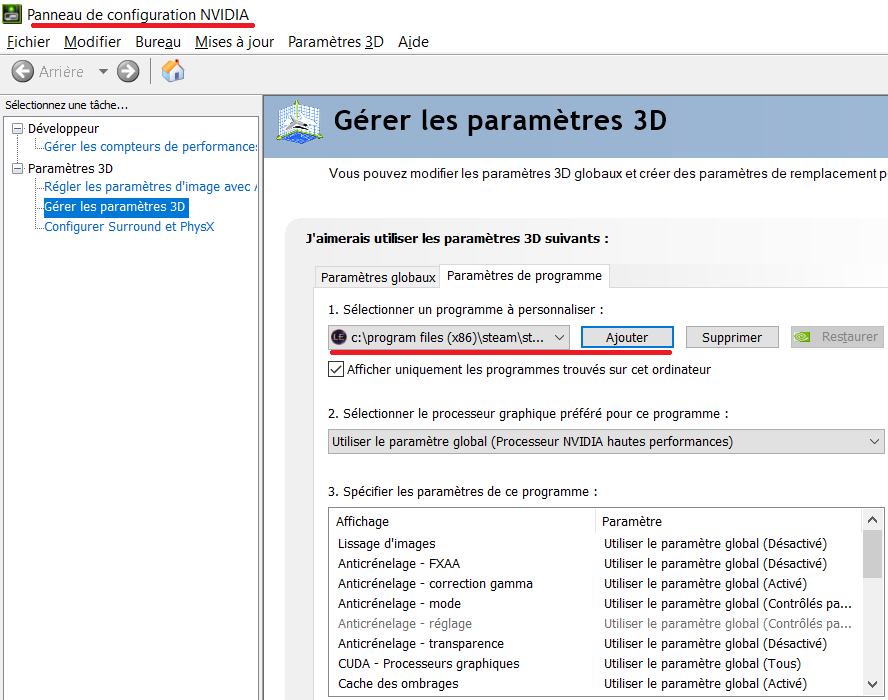 Panneau de configuration NVIDIA
Fichier Modifier Bureau Mises à jour Paramètres 3D Aide
Arrière
Sélectionnez une tâche...
Développeur
Gérer les compteurs de performances
Paramètres 3D
Régler les paramètres d'image avec
Gérer les paramètres 3D
Configurer Surround et PhysX
Gérer les paramètres 3D
Vous pouvez modifier les paramètres 3D globaux et créer des paramètres de remplacement p
J'aimerais utiliser les paramètres 3D suivants :
Paramètres globaux Paramètres de programme
1. Sélectionner un programme à personnaliser :
LE c:\program files (x86)\steam\st... Ajouter Supprimer Restaurer
Afficher uniquement les programmes trouvés sur cet ordinateur
2. Sélectionner le processeur graphique préféré pour ce programme :
Utiliser le paramètre global (Processeur NVIDIA hautes performances)
3. Spécifier les paramètres de ce programme :
Affichage Paramètre
Lissage d'images Utiliser le paramètre global (Désactivé)
Anticrénelage - FXAA Utiliser le paramètre global (Désactivé)
Anticrénelage - correction gamma Utiliser le paramètre global (Activé)
Anticrénelage - mode Utiliser le paramètre global (Contrôlés pa...
Anticrénelage - réglage Utiliser le paramètre global (Contrôlés pa...
Anticrénelage - transparence Utiliser le paramètre global (Désactivé)
CUDA - Processeurs graphiques Utiliser le paramètre global (Tous)
Cache des ombrages Utiliser le paramètre global (Activé)